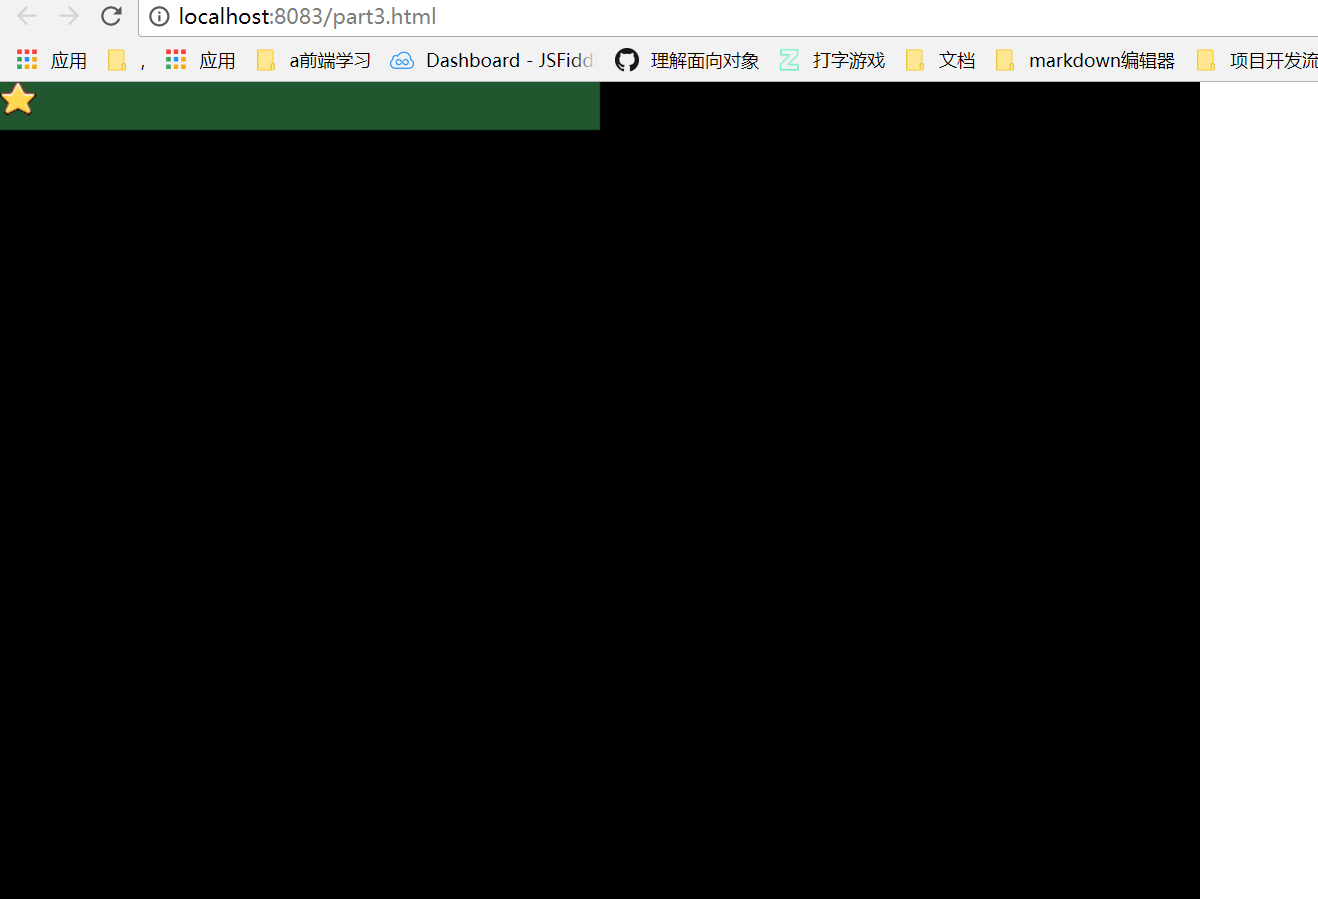 localhost:8083/part3.html
应用 , 应用 a前端学习 Dashboard - JSFidd 理解面向对象 打字游戏 文档 markdown编辑器 项目开发流